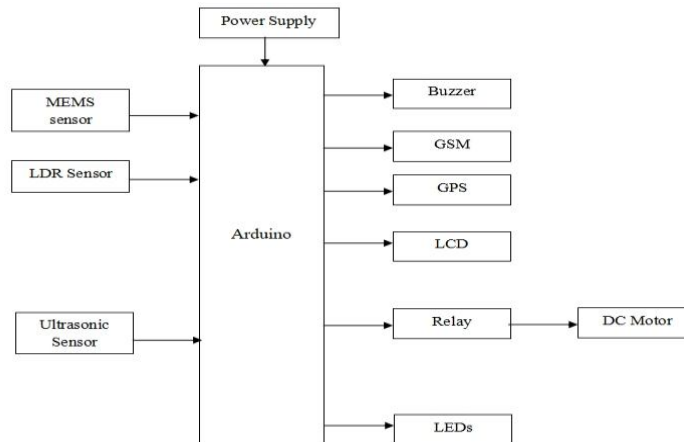 Power Supply
MEMS
sensor
LDR Sensor
Ultrasonic
Sensor
Arduino
Buzzer
GSM
GPS
LCD
Relay
DC Motor
LEDs